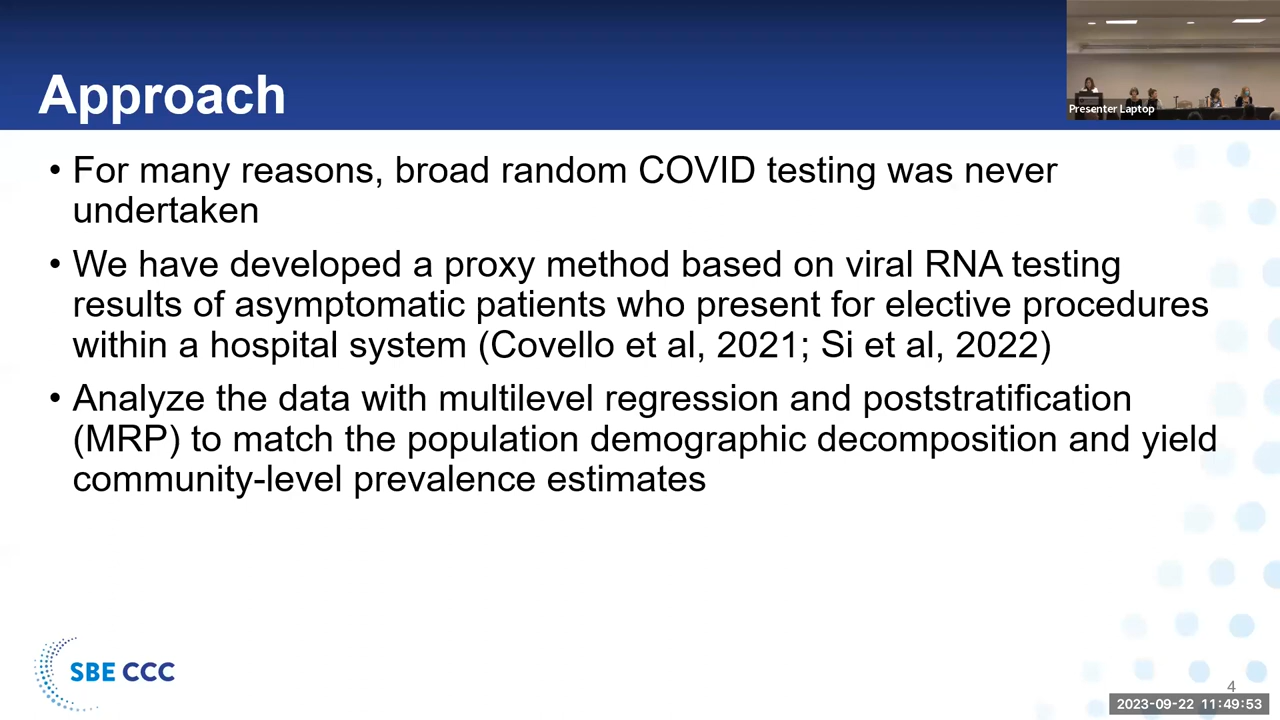 Approach
Presenter Laptop
• For many reasons, broad random COVID testing was never
undertaken
• We have developed a proxy method based on viral RNA testing
results of asymptomatic patients who present for elective procedures
within a hospital system (Covello et al, 2021; Si et al, 2022)
• Analyze the data with multilevel regression and poststratification
(MRP) to match the population demographic decomposition and yield
community-level prevalence estimates
SBE CCC
4
2023-09-22 11:49:53